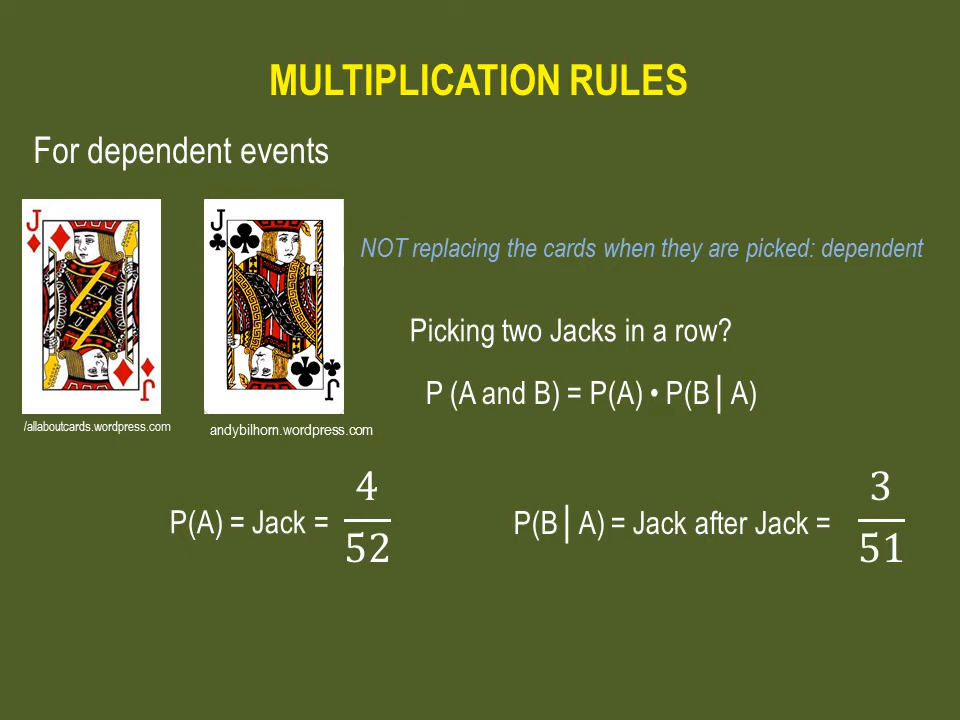 MULTIPLICATION RULES
For dependent events
J
J
NOT replacing the cards when they are picked: dependent
J
J
Picking two Jacks in a row?
P (A and B) = P(A) • P(B│A)
/allaboutcards.wordpress.com
andybilhorn.wordpress.com
P(A) = Jack = 4/52
P(B│A) = Jack after Jack = 3/51